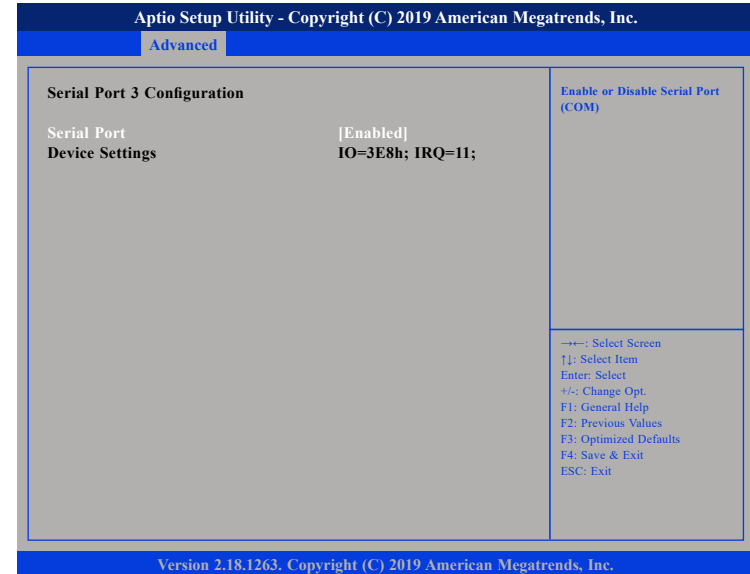 Aptio Setup Utility - Copyright (C) 2019 American Megatrends, Inc.
Advanced
Serial Port 3 Configuration
Serial Port [Enabled]
Device Settings IO=3E8h; IRQ=11;
Enable or Disable Serial Port
(COM)
→←: Select Screen
↑↓: Select Item
Enter: Select
+/-: Change Opt.
F1: General Help
F2: Previous Values
F3: Optimized Defaults
F4: Save & Exit
ESC: Exit
Version 2.18.1263. Copyright (C) 2019 American Megatrends, Inc.